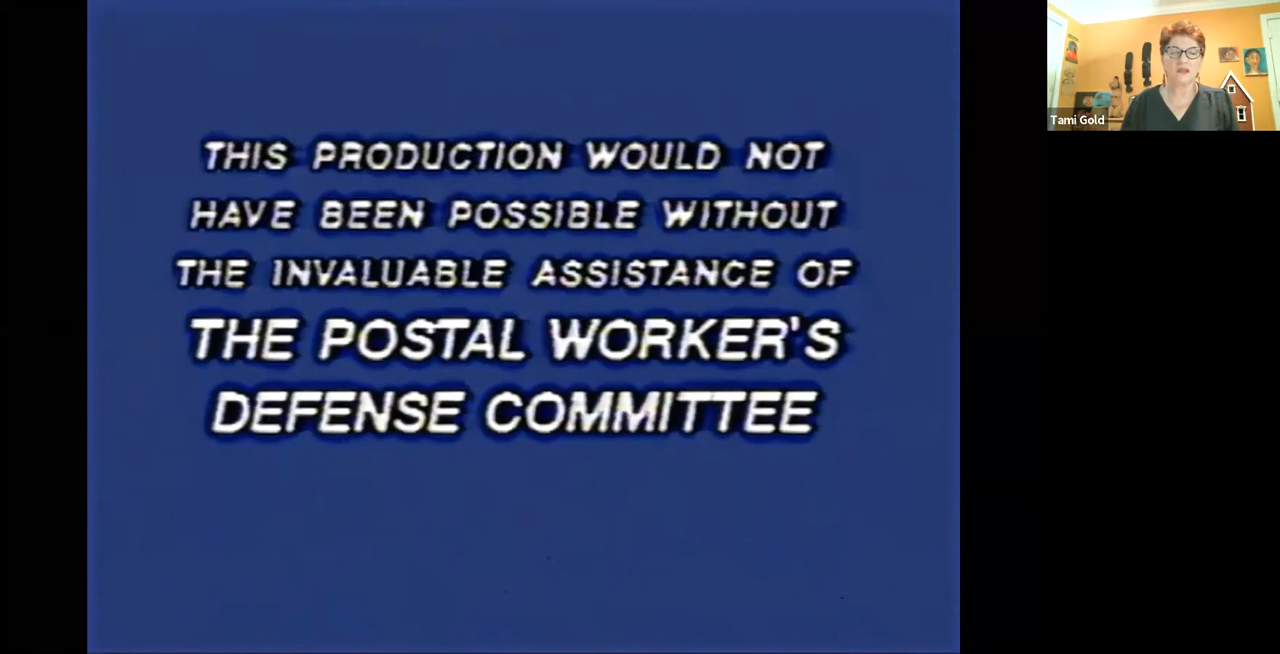 THIS PRODUCTION WOULD NOT
HAVE BEEN POSSIBLE WITHOUT
THE INVALUABLE ASSISTANCE OF
THE POSTAL WORKER'S
DEFENSE COMMITTEE
Tami Gold